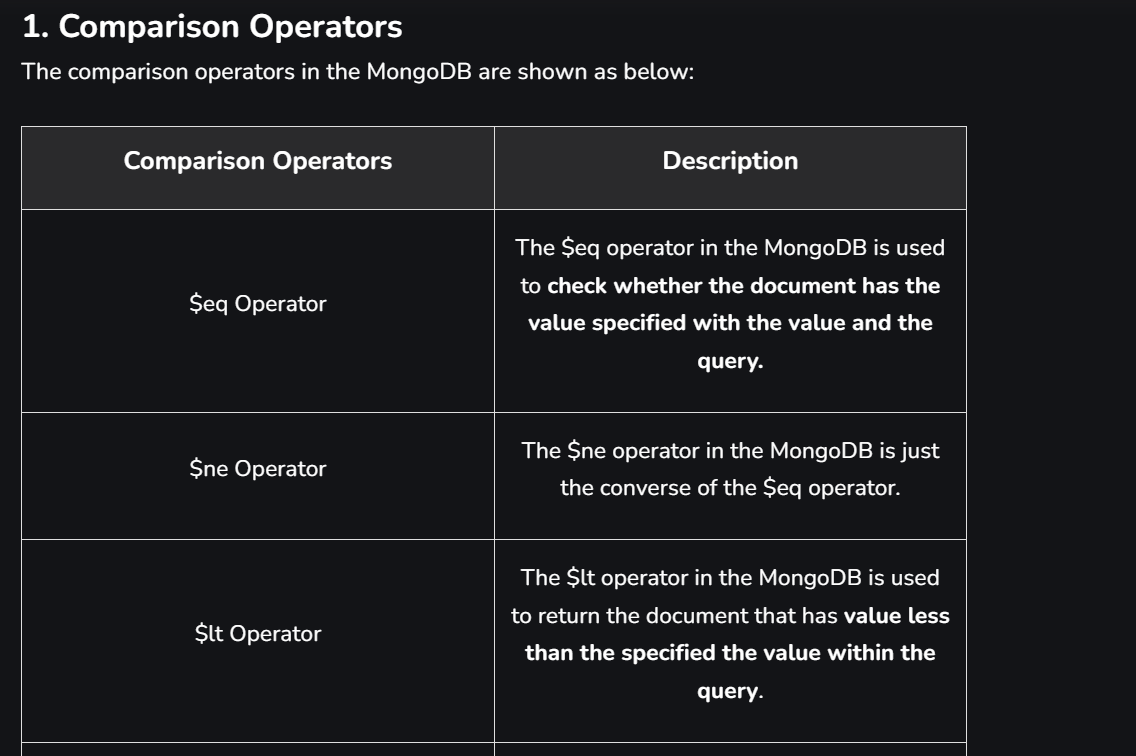 1. Comparison Operators
The comparison operators in the MongoDB are shown as below:
Comparison Operators
Description
$eq Operator
The $eq operator in the MongoDB is used
to check whether the document has the
value specified with the value and the
query.
$ne Operator
The $ne operator in the MongoDB is just
the converse of the $eq operator.
$lt Operator
The $lt operator in the MongoDB is used
to return the document that has value less
than the specified the value within the
query.